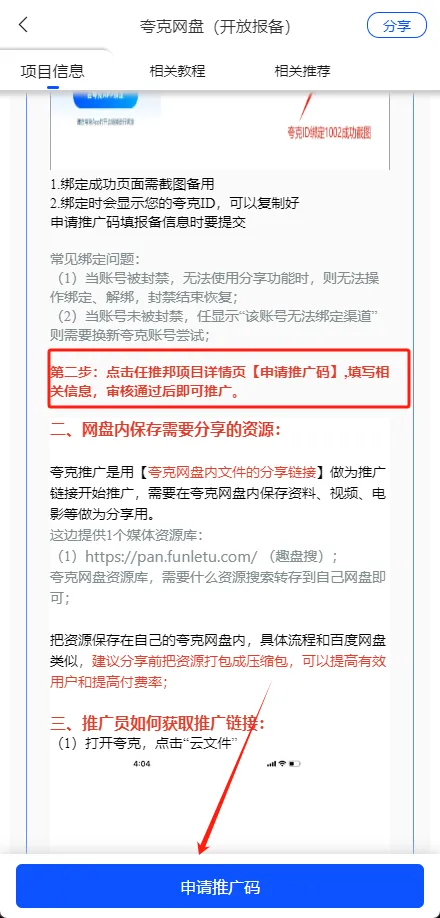 夸克网盘（开放报备）
分享
项目信息
相关教程
相关推荐
夸克ID绑定1002成功截图
1.绑定成功页面需截图备用
2.绑定时会显示您的夸克ID，可以复制好
申请推广码填报备信息时要提交
常见绑定问题：
（1）当账号被封禁，无法使用分享功能时，则无法操
作绑定、解绑，封禁结束恢复；
（2）当账号未被封禁，任显示“该账号无法绑定渠道”
则需要换新夸克账号尝试；
第二步：点击任推邦项目详情页【申请推广码】,填写相
关信息，审核通过后即可推广。
二、网盘内保存需要分享的资源：
夸克推广是用【夸克网盘内文件的分享链接】做为推广
链接开始推广，需要在夸克网盘内保存资料、视频、电
影等做为分享用。
这边提供1个媒体资源库：
（1）https://pan.funletu.com/ （趣盘搜）；
夸克网盘资源库，需要什么资源搜索转存到自己网盘即
可；
把资源保存在自己的夸克网盘内，具体流程和百度网盘
类似，建议分享前把资源打包成压缩包，可以提高有效
用户和提高付费率；
三、推广员如何获取推广链接：
（1）打开夸克，点击“云文件”
4:04
申请推广码